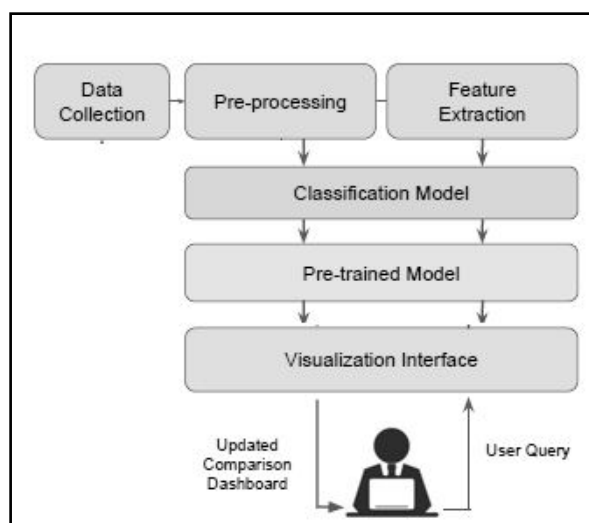 Data
Collection
Pre-processing
Feature
Extraction
Classification Model
Pre-trained Model
Visualization Interface
Updated
Comparison
Dashboard
User Query